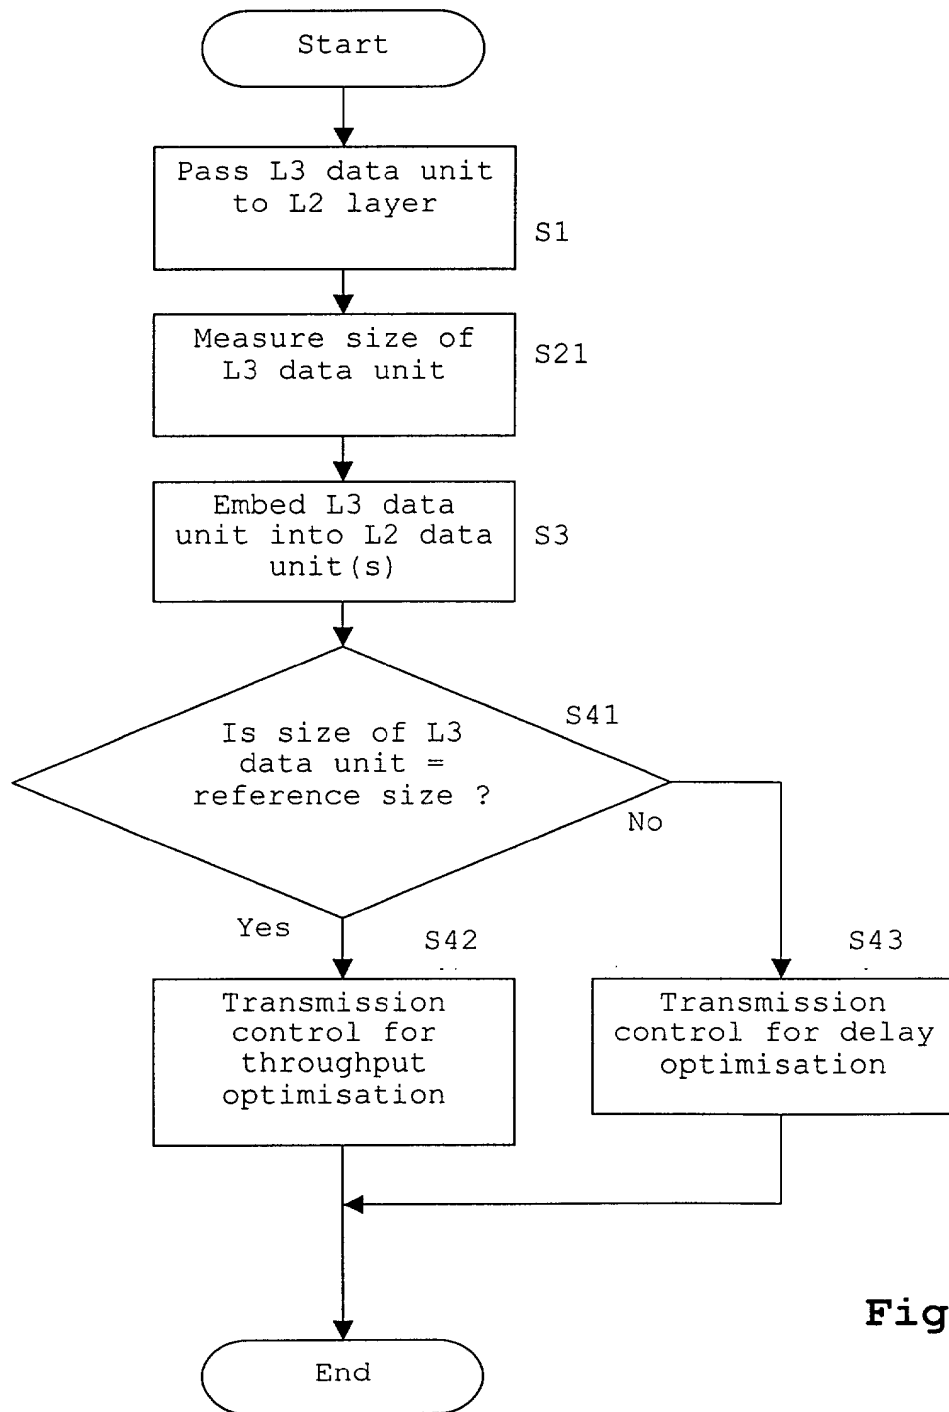 Start
Pass L3 data unit
to L2 layer
S1
Measure size of
L3 data unit
S21
Embed L3 data
unit into L2 data
unit(s)
S3
S41
Is size of L3
data unit =
reference size ?
No
Yes
S42
S43
Transmission
control for
throughput
optimisation
Transmission
control for delay
optimisation
Fig
End